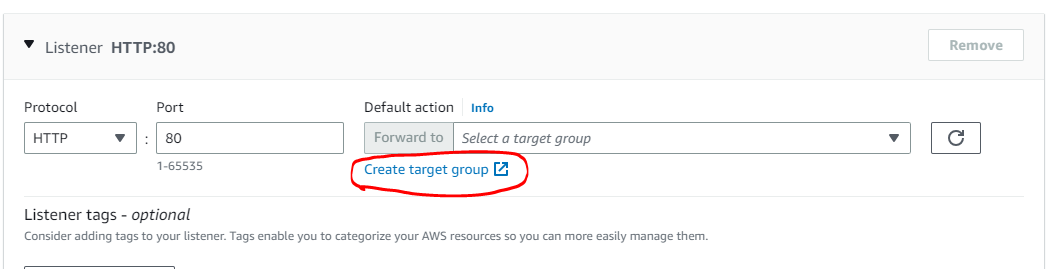 Listener HTTP:80
Remove
Protocol
Port
Default action
Info
HTTP
:
80
Forward to
Select a target group
1-65535
Create target group
Listener tags - optional
Consider adding tags to your listener. Tags enable you to categorize your AWS resources so you can more easily manage them.